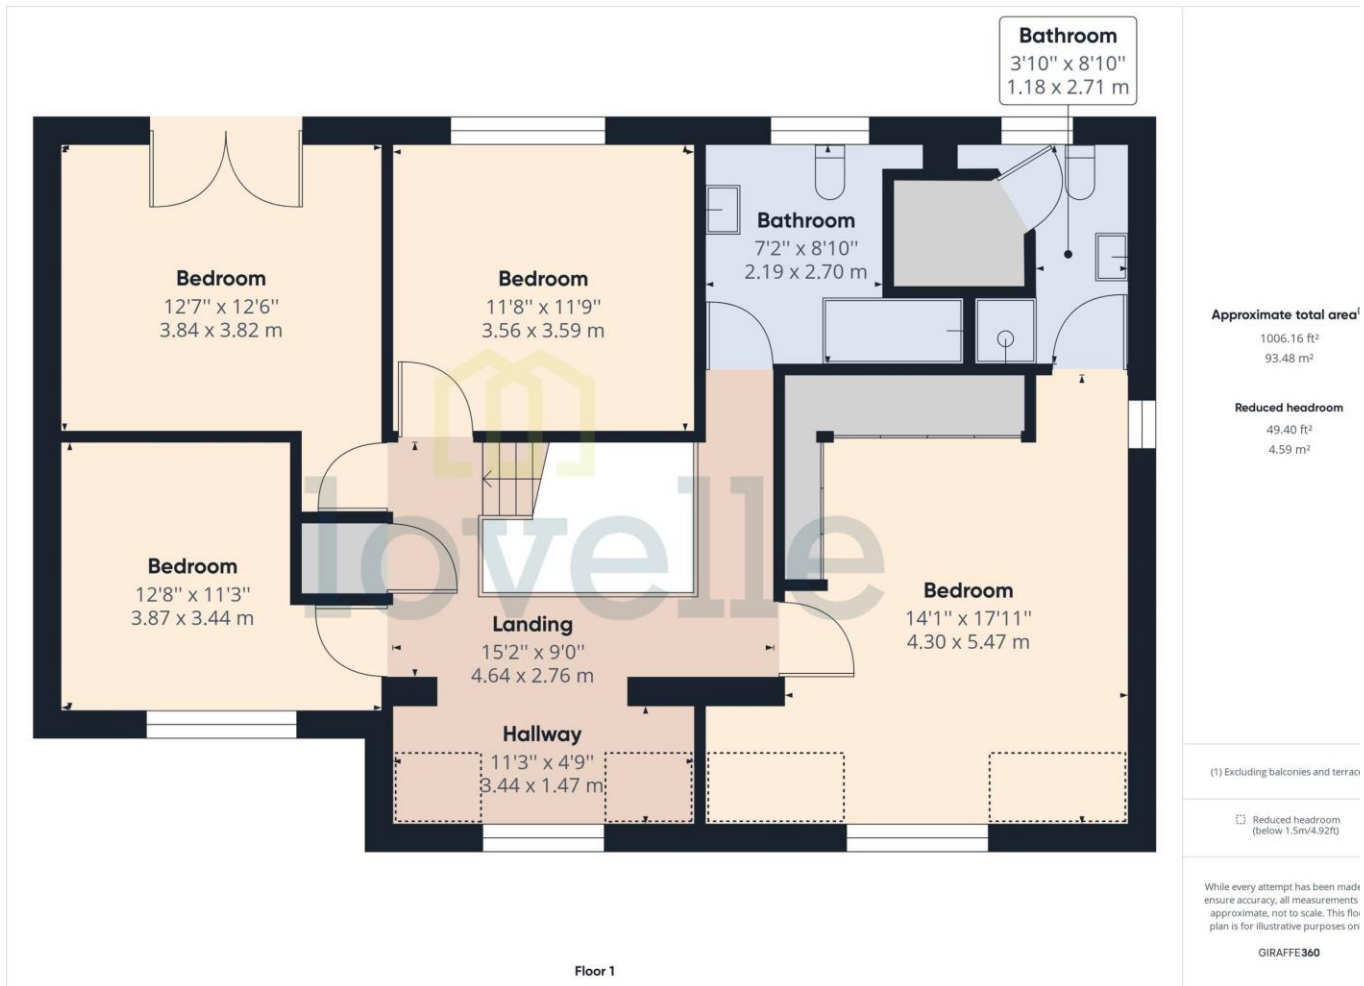 Bathroom
3'10'' x 8'10''
1.18 x 2.71 m
Bedroom
12'7'' x 12'6''
3.84 x 3.82 m
Bedroom
11'8'' x 11'9''
3.56 x 3.59 m
Bathroom
7'2'' x 8'10''
2.19 x 2.70 m
Bedroom
12'8'' x 11'3''
3.87 x 3.44 m
lovelle
Landing
15'2'' x 9'0''
4.64 x 2.76 m
Bedroom
14'1'' x 17'11''
4.30 x 5.47 m
Hallway
11'3'' x 4'9''
3.44 x 1.47 m
Floor 1
Approximate total area
1006.16 ft²
93.48 m²
Reduced headroom
49.40 ft²
4.59 m²
(1) Excluding balconies and terrace
Reduced headroom
(below 1.5m/4.92ft)
While every attempt has been made
ensure accuracy, all measurements
approximate, not to scale. This
plan is for illustrative purposes
GIRAFFE360